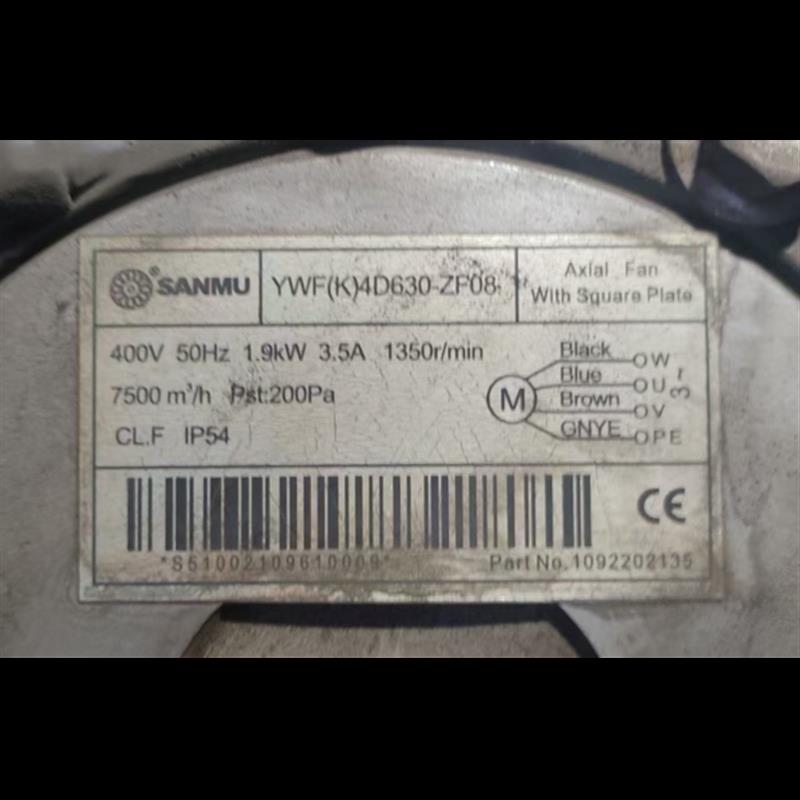 ®SANMU
YWF(K)4D630-ZF08-
Axial Fan
With Square Plate
400V 50Hz 1.9kW 3.5A 1350r/min
7500 m³/h Pst:200Pa
CL.F IP54
M
Black W
Blue U
Brown V
GNYE PE
3~
CE
*S51002109610009*
Part No.1092202135